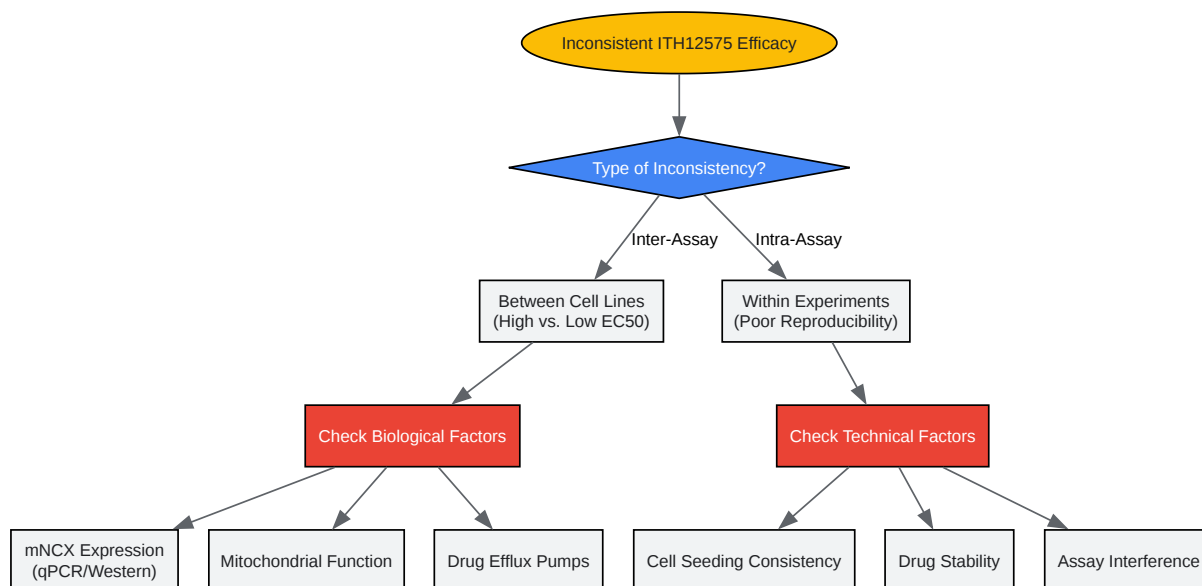 Inconsistent ITH12575 Efficacy
Type of Inconsistency?
Inter-Assay
Intra-Assay
Between Cell Lines
(High vs. Low EC50)
Within Experiments
(Poor Reproducibility)
Check Biological Factors
Check Technical Factors
mNCX Expression
(qPCR/Western)
Mitochondrial Function
Drug Efflux Pumps
Cell Seeding Consistency
Drug Stability
Assay Interference